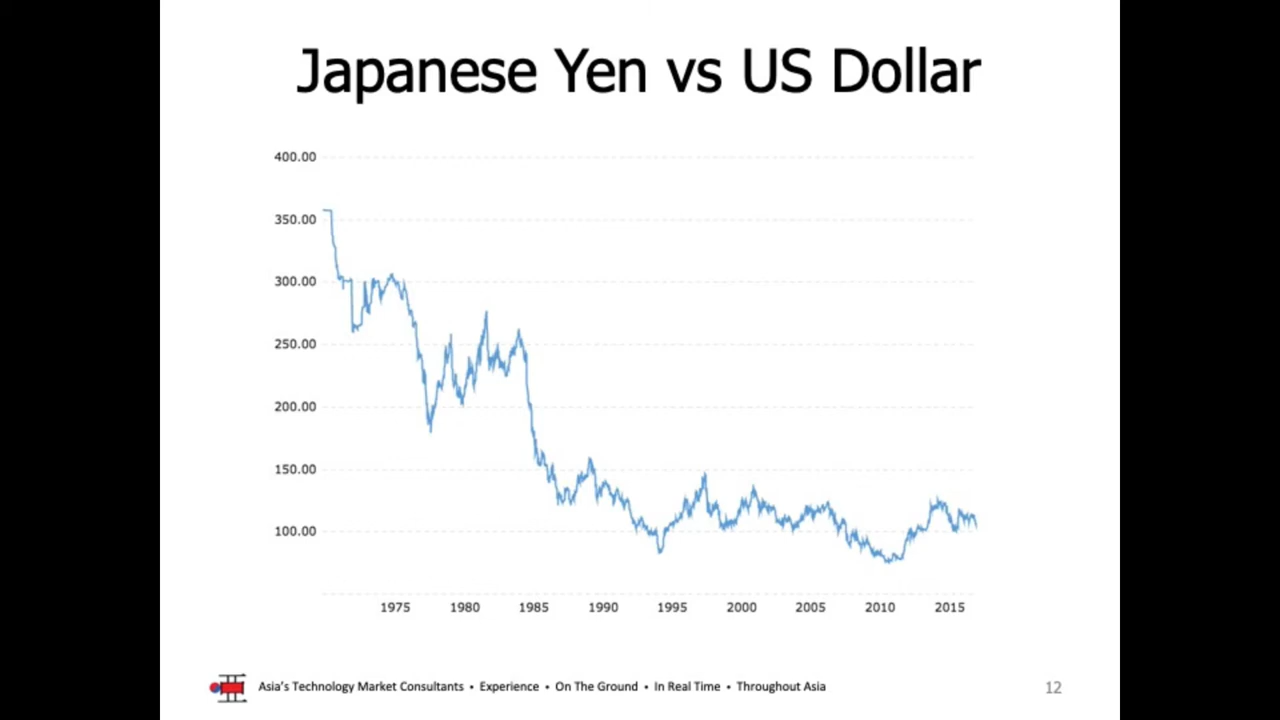 Japanese Yen vs US Dollar
400.00
350.00
300.00
250.00
200.00
150.00
100.00
1975 1980 1985 1990 1995 2000 2005 2010 2015
Asia's Technology Market Consultants • Experience • On The Ground • In Real Time • Throughout Asia
12